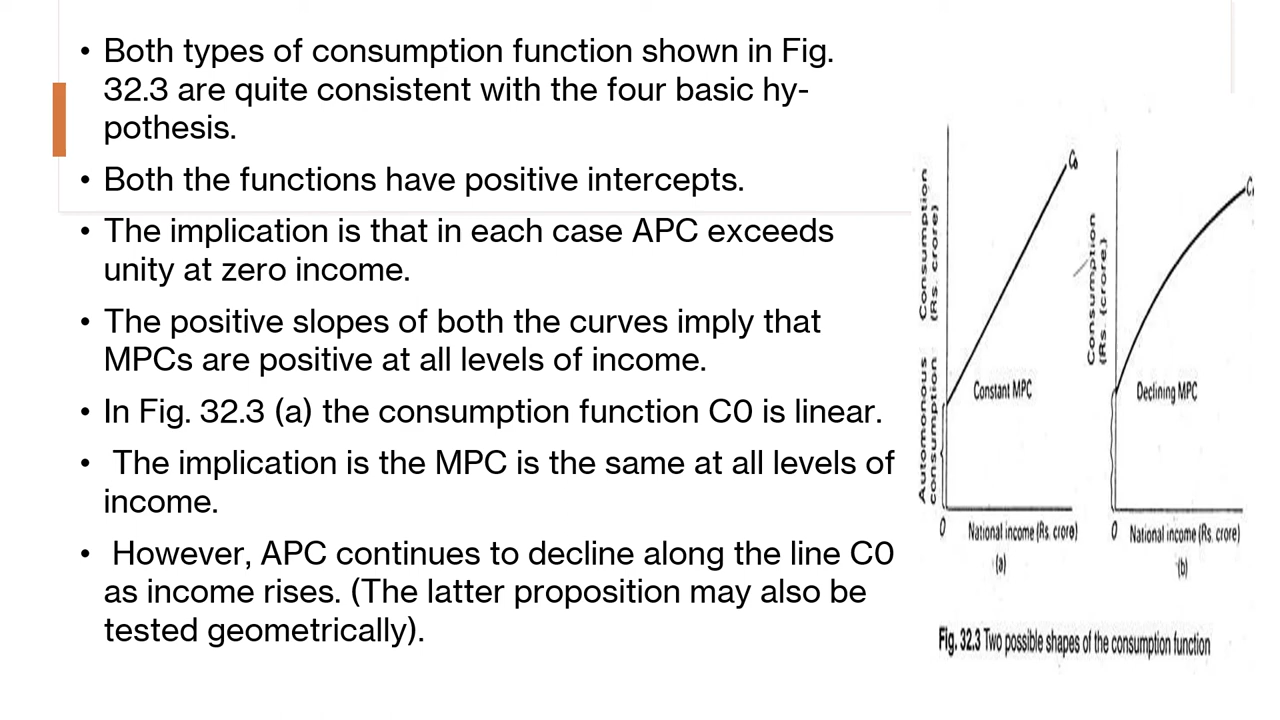 • Both types of consumption function shown in Fig.
32.3 are quite consistent with the four basic hy-
pothesis.
• Both the functions have positive intercepts.
• The implication is that in each case APC exceeds
unity at zero income.
• The positive slopes of both the curves imply that
MPCs are positive at all levels of income.
• In Fig. 32.3 (a) the consumption function C0 is linear.
• The implication is the MPC is the same at all levels of
income.
• However, APC continues to decline along the line C0
as income rises. (The latter proposition may also be
tested geometrically).
Consumption
(Rs. crore)
Automonous
consumption
C₀
Constant MPC
0
National income (Rs. crore)
(a)
Consumption
(Rs. (crore)
Declining MPC
0
National income (Rs. crore)
(b)
Fig. 32.3 Two possible shapes of the consumption function